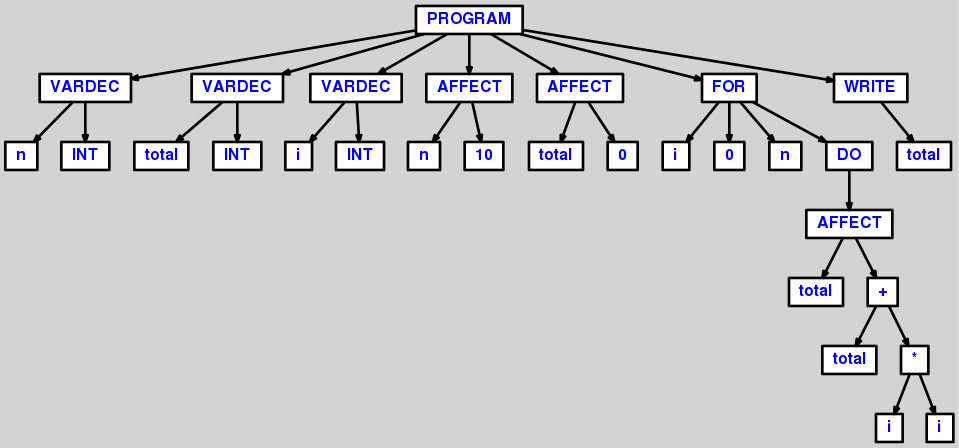 PROGRAM
VARDEC VARDEC VARDEC AFFECT AFFECT FOR WRITE
n INT total INT i INT n 10 total 0 i 0 n DO total
AFFECT
total +
total *
i i